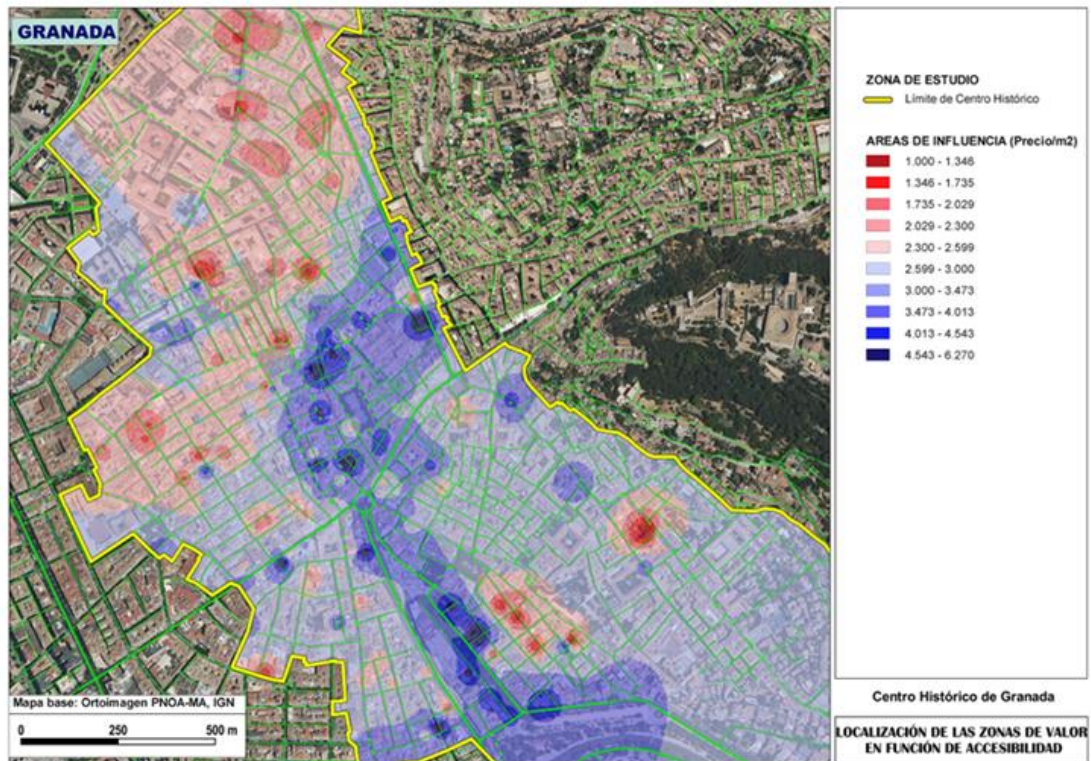 GRANADA
ZONA DE ESTUDIO
Límite de Centro Histórico
AREAS DE INFLUENCIA (Precio/m2)
1.000 - 1.346
1.346 - 1.735
1.735 - 2.029
2.029 - 2.300
2.300 - 2.599
2.599 - 3.000
3.000 - 3.473
3.473 - 4.013
4.013 - 4.543
4.543 - 6.270
Mapa base: Ortoimagen PNOA-MA, IGN
0 250 500 m
Centro Histórico de Granada
LOCALIZACIÓN DE LAS ZONAS DE VALOR
EN FUNCIÓN DE ACCESIBILIDAD